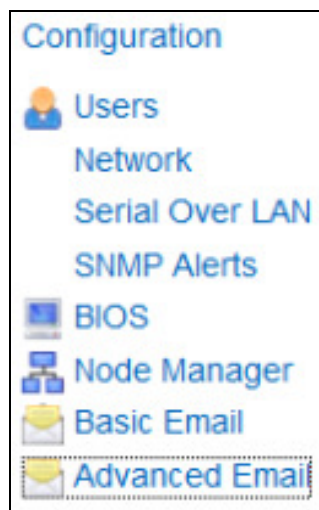 Configuration
Users
Network
Serial Over LAN
SNMP Alerts
BIOS
Node Manager
Basic Email
Advanced Email